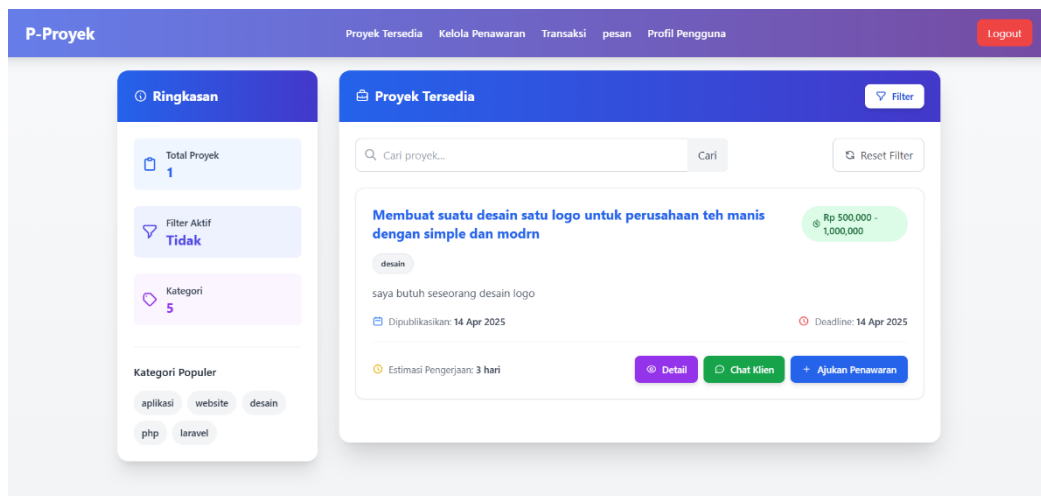 P-Proyek
Proyek Tersedia Kelola Penawaran Transaksi pesan Profil Pengguna
Logout
Ringkasan
Total Proyek
1
Filter Aktif
Tidak
Kategori
5
Kategori Populer
aplikasi website desain
php laravel
Proyek Tersedia
Filter
Cari proyek...
Cari
Reset Filter
Membuat suatu desain satu logo untuk perusahaan teh manis
dengan simple dan modrn
Rp 500,000 -
1,000,000
desain
saya butuh seseorang desain logo
Dipublikasikan: 14 Apr 2025
Deadline: 14 Apr 2025
Estimasi Pengerjaan: 3 hari
Detail
Chat Klien
+ Ajukan Penawaran